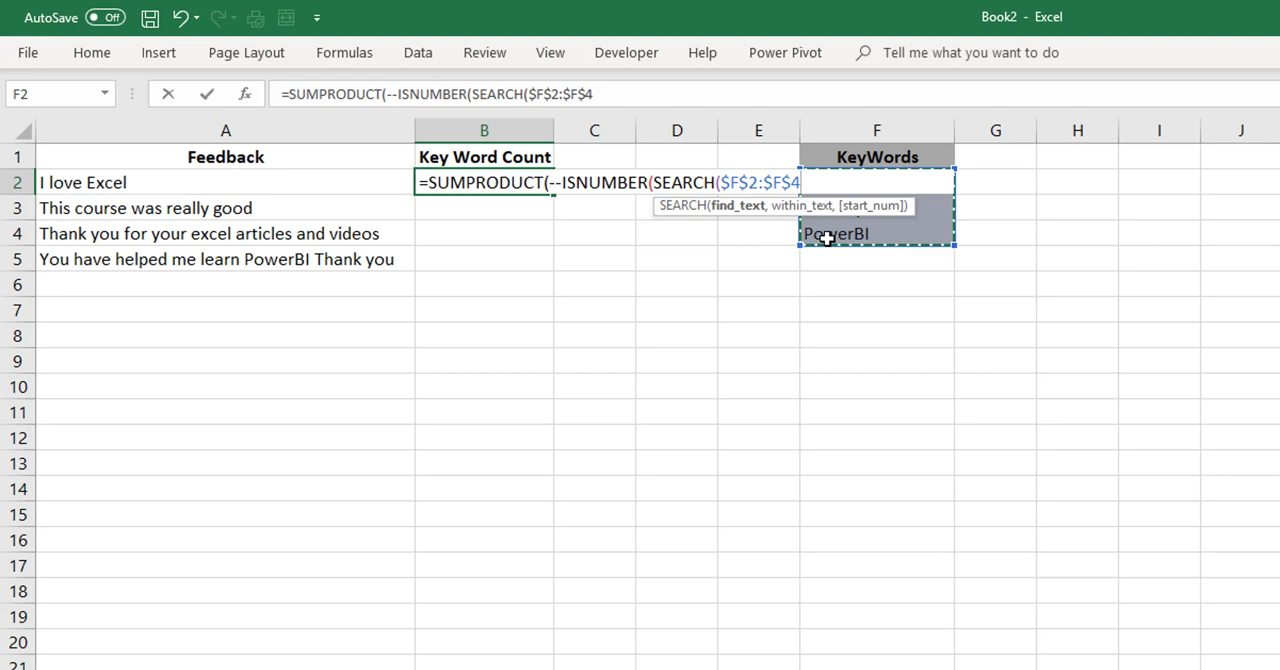 AutoSave Off
Book2 - Excel
File Home Insert Page Layout Formulas Data Review View Developer Help Power Pivot Tell me what you want to do
F2 fx =SUMPRODUCT(--ISNUMBER(SEARCH($F$2:$F$4
A B C D E F G H I J
1 Feedback Key Word Count KeyWords
2 I love Excel =SUMPRODUCT(--ISNUMBER(SEARCH($F$2:$F$4
3 This course was really good SEARCH(find_text, within_text, [start_num])
4 Thank you for your excel articles and videos PowerBI
5 You have helped me learn PowerBI Thank you
6
7
8
9
10
11
12
13
14
15
16
17
18
19
20
21